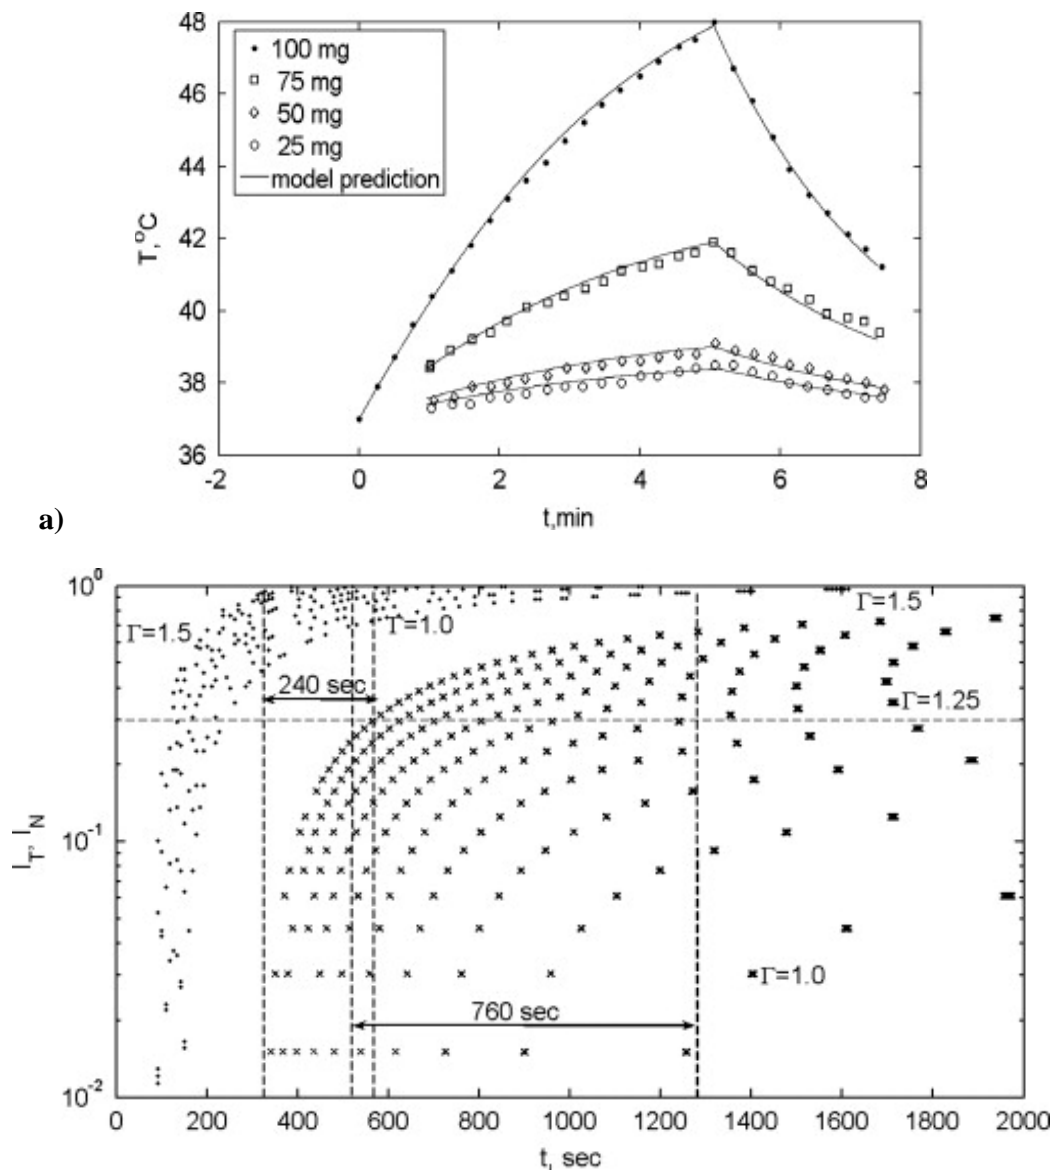 48
46
44
42
40
38
36
T,°C
100 mg
75 mg
50 mg
25 mg
model prediction
-2 0 2 4 6 8
t,min
a)
10^0
10^-1
10^-2
I_T, I_N
Γ=1.5
Γ=1.0
Γ=1.5
240 sec
Γ=1.25
Γ=1.0
760 sec
0 200 400 600 800 1000 1200 1400 1600 1800 2000
t, sec